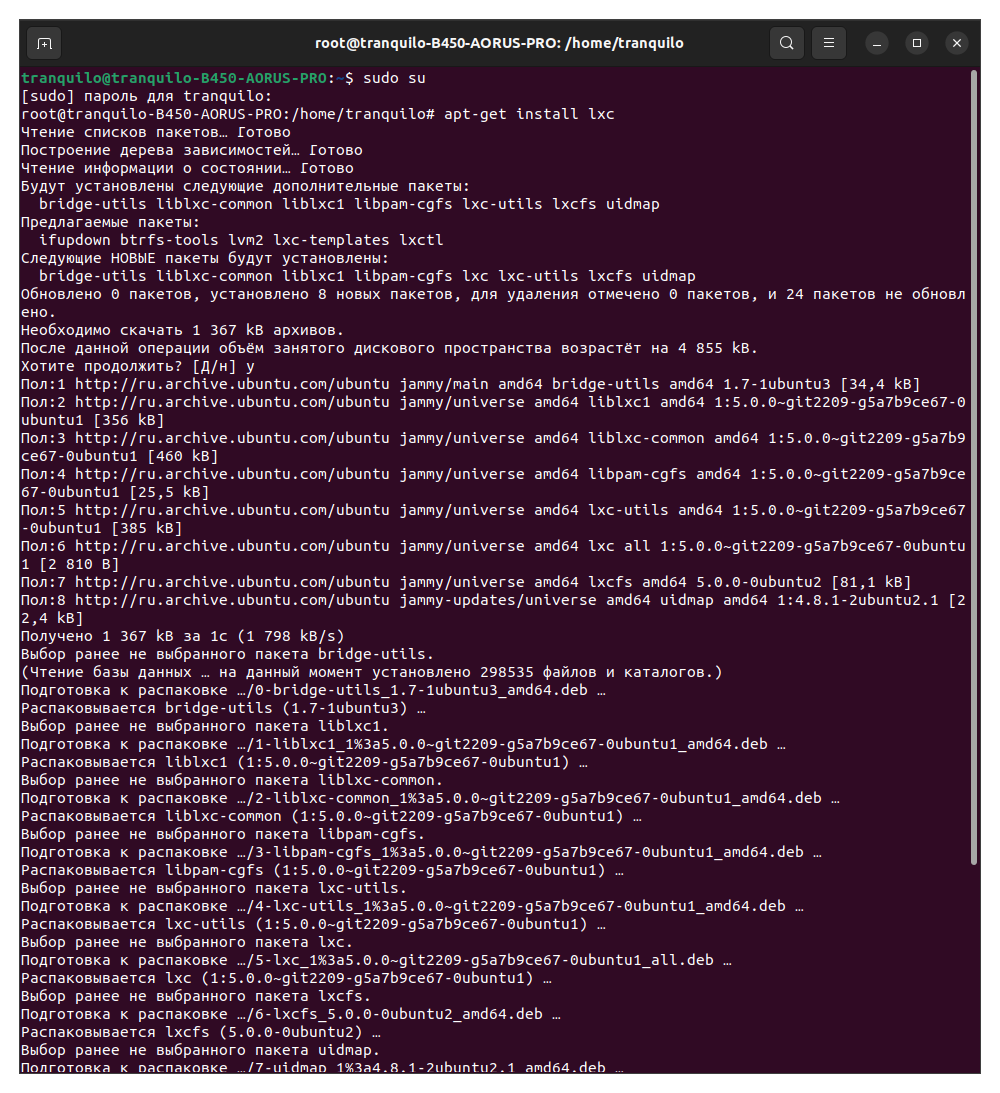 root@tranquilo-B450-AORUS-PRO: /home/tranquilo
tranquilo@tranquilo-B450-AORUS-PRO:~$ sudo su
[sudo] пароль для tranquilo:
root@tranquilo-B450-AORUS-PRO:/home/tranquilo# apt-get install lxc
Чтение списков пакетов… Готово
Построение дерева зависимостей… Готово
Чтение информации о состоянии… Готово
Будут установлены следующие дополнительные пакеты:
  bridge-utils liblxc-common liblxc1 libpam-cgfs lxc-utils lxcfs uidmap
Предлагаемые пакеты:
  ifupdown btrfs-tools lvm2 lxc-templates lxctl
Следующие НОВЫЕ пакеты будут установлены:
  bridge-utils liblxc-common liblxc1 libpam-cgfs lxc lxc-utils lxcfs uidmap
Обновлено 0 пакетов, установлено 8 новых пакетов, для удаления отмечено 0 пакетов, и 24 пакетов не обновл
ено.
Необходимо скачать 1 367 kB архивов.
После данной операции объём занятого дискового пространства возрастёт на 4 855 kB.
Хотите продолжить? [Д/н] y
Пол:1 http://ru.archive.ubuntu.com/ubuntu jammy/main amd64 bridge-utils amd64 1.7-1ubuntu3 [34,4 kB]
Пол:2 http://ru.archive.ubuntu.com/ubuntu jammy/universe amd64 liblxc1 amd64 1:5.0.0~git2209-g5a7b9ce67-0
ubuntu1 [356 kB]
Пол:3 http://ru.archive.ubuntu.com/ubuntu jammy/universe amd64 liblxc-common amd64 1:5.0.0~git2209-g5a7b9
ce67-0ubuntu1 [460 kB]
Пол:4 http://ru.archive.ubuntu.com/ubuntu jammy/universe amd64 libpam-cgfs amd64 1:5.0.0~git2209-g5a7b9ce
67-0ubuntu1 [25,5 kB]
Пол:5 http://ru.archive.ubuntu.com/ubuntu jammy/universe amd64 lxc-utils amd64 1:5.0.0~git2209-g5a7b9ce67
-0ubuntu1 [385 kB]
Пол:6 http://ru.archive.ubuntu.com/ubuntu jammy/universe amd64 lxc all 1:5.0.0~git2209-g5a7b9ce67-0ubuntu
1 [2 810 B]
Пол:7 http://ru.archive.ubuntu.com/ubuntu jammy/universe amd64 lxcfs amd64 5.0.0-0ubuntu2 [81,1 kB]
Пол:8 http://ru.archive.ubuntu.com/ubuntu jammy-updates/universe amd64 uidmap amd64 1:4.8.1-2ubuntu2.1 [2
2,4 kB]
Получено 1 367 kB за 1с (1 798 kB/s)
Выбор ранее не выбранного пакета bridge-utils.
(Чтение базы данных … на данный момент установлено 298535 файлов и каталогов.)
Подготовка к распаковке …/0-bridge-utils_1.7-1ubuntu3_amd64.deb …
Распаковывается bridge-utils (1.7-1ubuntu3) …
Выбор ранее не выбранного пакета liblxc1.
Подготовка к распаковке …/1-liblxc1_1%3a5.0.0~git2209-g5a7b9ce67-0ubuntu1_amd64.deb …
Распаковывается liblxc1 (1:5.0.0~git2209-g5a7b9ce67-0ubuntu1) …
Выбор ранее не выбранного пакета liblxc-common.
Подготовка к распаковке …/2-liblxc-common_1%3a5.0.0~git2209-g5a7b9ce67-0ubuntu1_amd64.deb …
Распаковывается liblxc-common (1:5.0.0~git2209-g5a7b9ce67-0ubuntu1) …
Выбор ранее не выбранного пакета libpam-cgfs.
Подготовка к распаковке …/3-libpam-cgfs_1%3a5.0.0~git2209-g5a7b9ce67-0ubuntu1_amd64.deb …
Распаковывается libpam-cgfs (1:5.0.0~git2209-g5a7b9ce67-0ubuntu1) …
Выбор ранее не выбранного пакета lxc-utils.
Подготовка к распаковке …/4-lxc-utils_1%3a5.0.0~git2209-g5a7b9ce67-0ubuntu1_amd64.deb …
Распаковывается lxc-utils (1:5.0.0~git2209-g5a7b9ce67-0ubuntu1) …
Выбор ранее не выбранного пакета lxc.
Подготовка к распаковке …/5-lxc_1%3a5.0.0~git2209-g5a7b9ce67-0ubuntu1_all.deb …
Распаковывается lxc (1:5.0.0~git2209-g5a7b9ce67-0ubuntu1) …
Выбор ранее не выбранного пакета lxcfs.
Подготовка к распаковке …/6-lxcfs_5.0.0-0ubuntu2_amd64.deb …
Распаковывается lxcfs (5.0.0-0ubuntu2) …
Выбор ранее не выбранного пакета uidmap.
Подготовка к распаковке …/7-uidmap_1%3a4.8.1-2ubuntu2.1_amd64.deb …